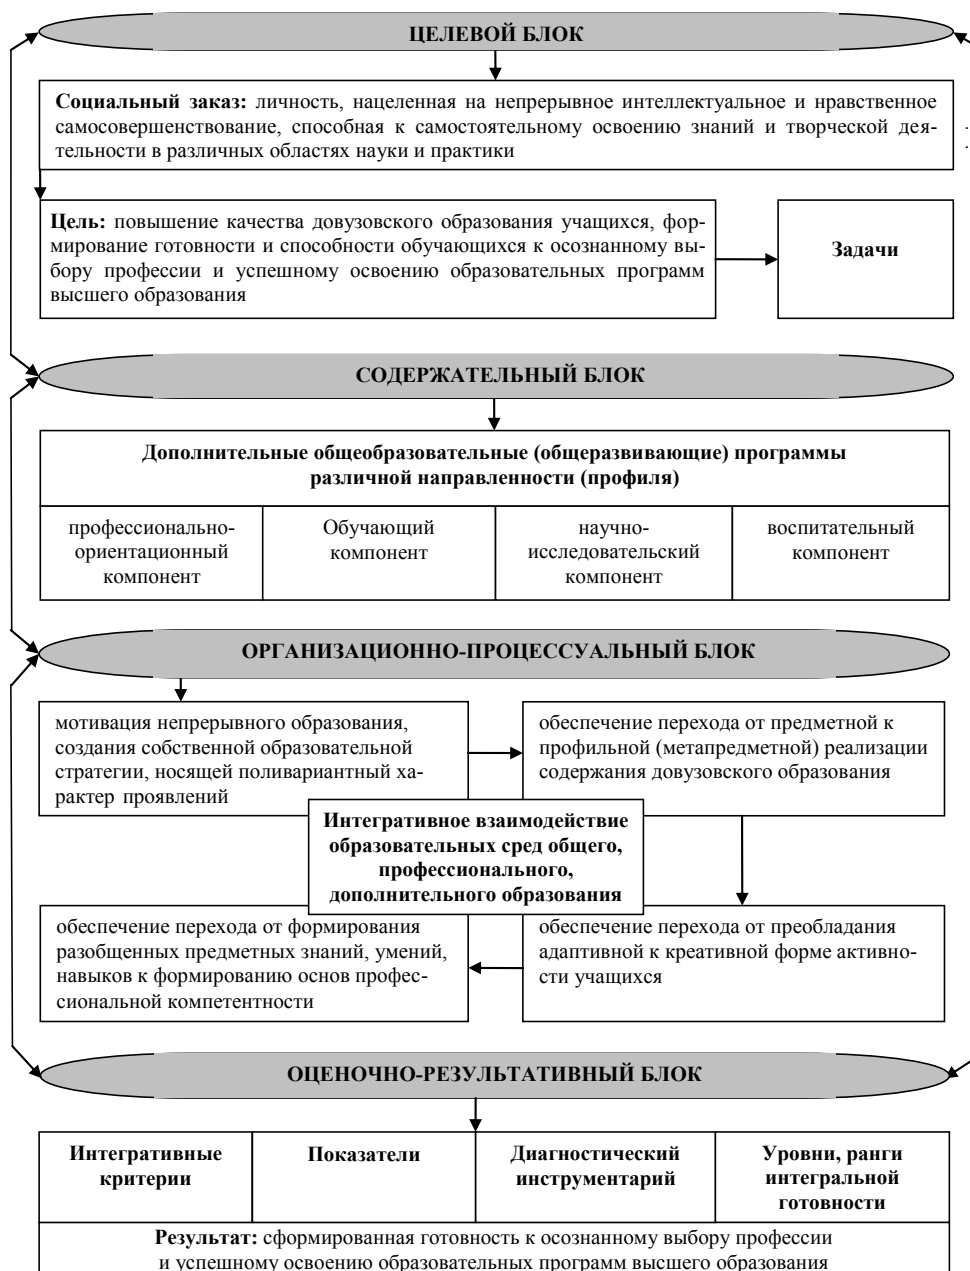 ЦЕЛЕВОЙ БЛОК
Социальный заказ: личность, нацеленная на непрерывное интеллектуальное и нравственное
самосовершенствование, способная к самостоятельному освоению знаний и творческой дея-
тельности в различных областях науки и практики
Цель: повышение качества довузовского образования учащихся, фор-
мирование готовности и способности обучающихся к осознанному вы-
бору профессии и успешному освоению образовательных программ
высшего образования
Задачи
СОДЕРЖАТЕЛЬНЫЙ БЛОК
Дополнительные общеобразовательные (общеразвивающие) программы
различной направленности (профиля)
профессионально-
ориентационный
компонент
Обучающий
компонент
научно-
исследовательский
компонент
воспитательный
компонент
ОРГАНИЗАЦИОННО-ПРОЦЕССУАЛЬНЫЙ БЛОК
мотивация непрерывного образования,
создания собственной образовательной
стратегии, носящей поливариантный ха-
рактер проявлений
обеспечение перехода от предметной к
профильной (метапредметной) реализации
содержания довузовского образования
Интегративное взаимодействие
образовательных сред общего,
профессионального,
дополнительного образования
обеспечение перехода от формирования
разобщенных предметных знаний, умений,
навыков к формированию основ профес-
сиональной компетентности
обеспечение перехода от преобладания
адаптивной к креативной форме активно-
сти учащихся
ОЦЕНОЧНО-РЕЗУЛЬТАТИВНЫЙ БЛОК
Интегративные
критерии
Показатели
Диагностический
инструментарий
Уровни, ранги
интегральной
готовности
Результат: сформированная готовность к осознанному выбору профессии
и успешному освоению образовательных программ высшего образования